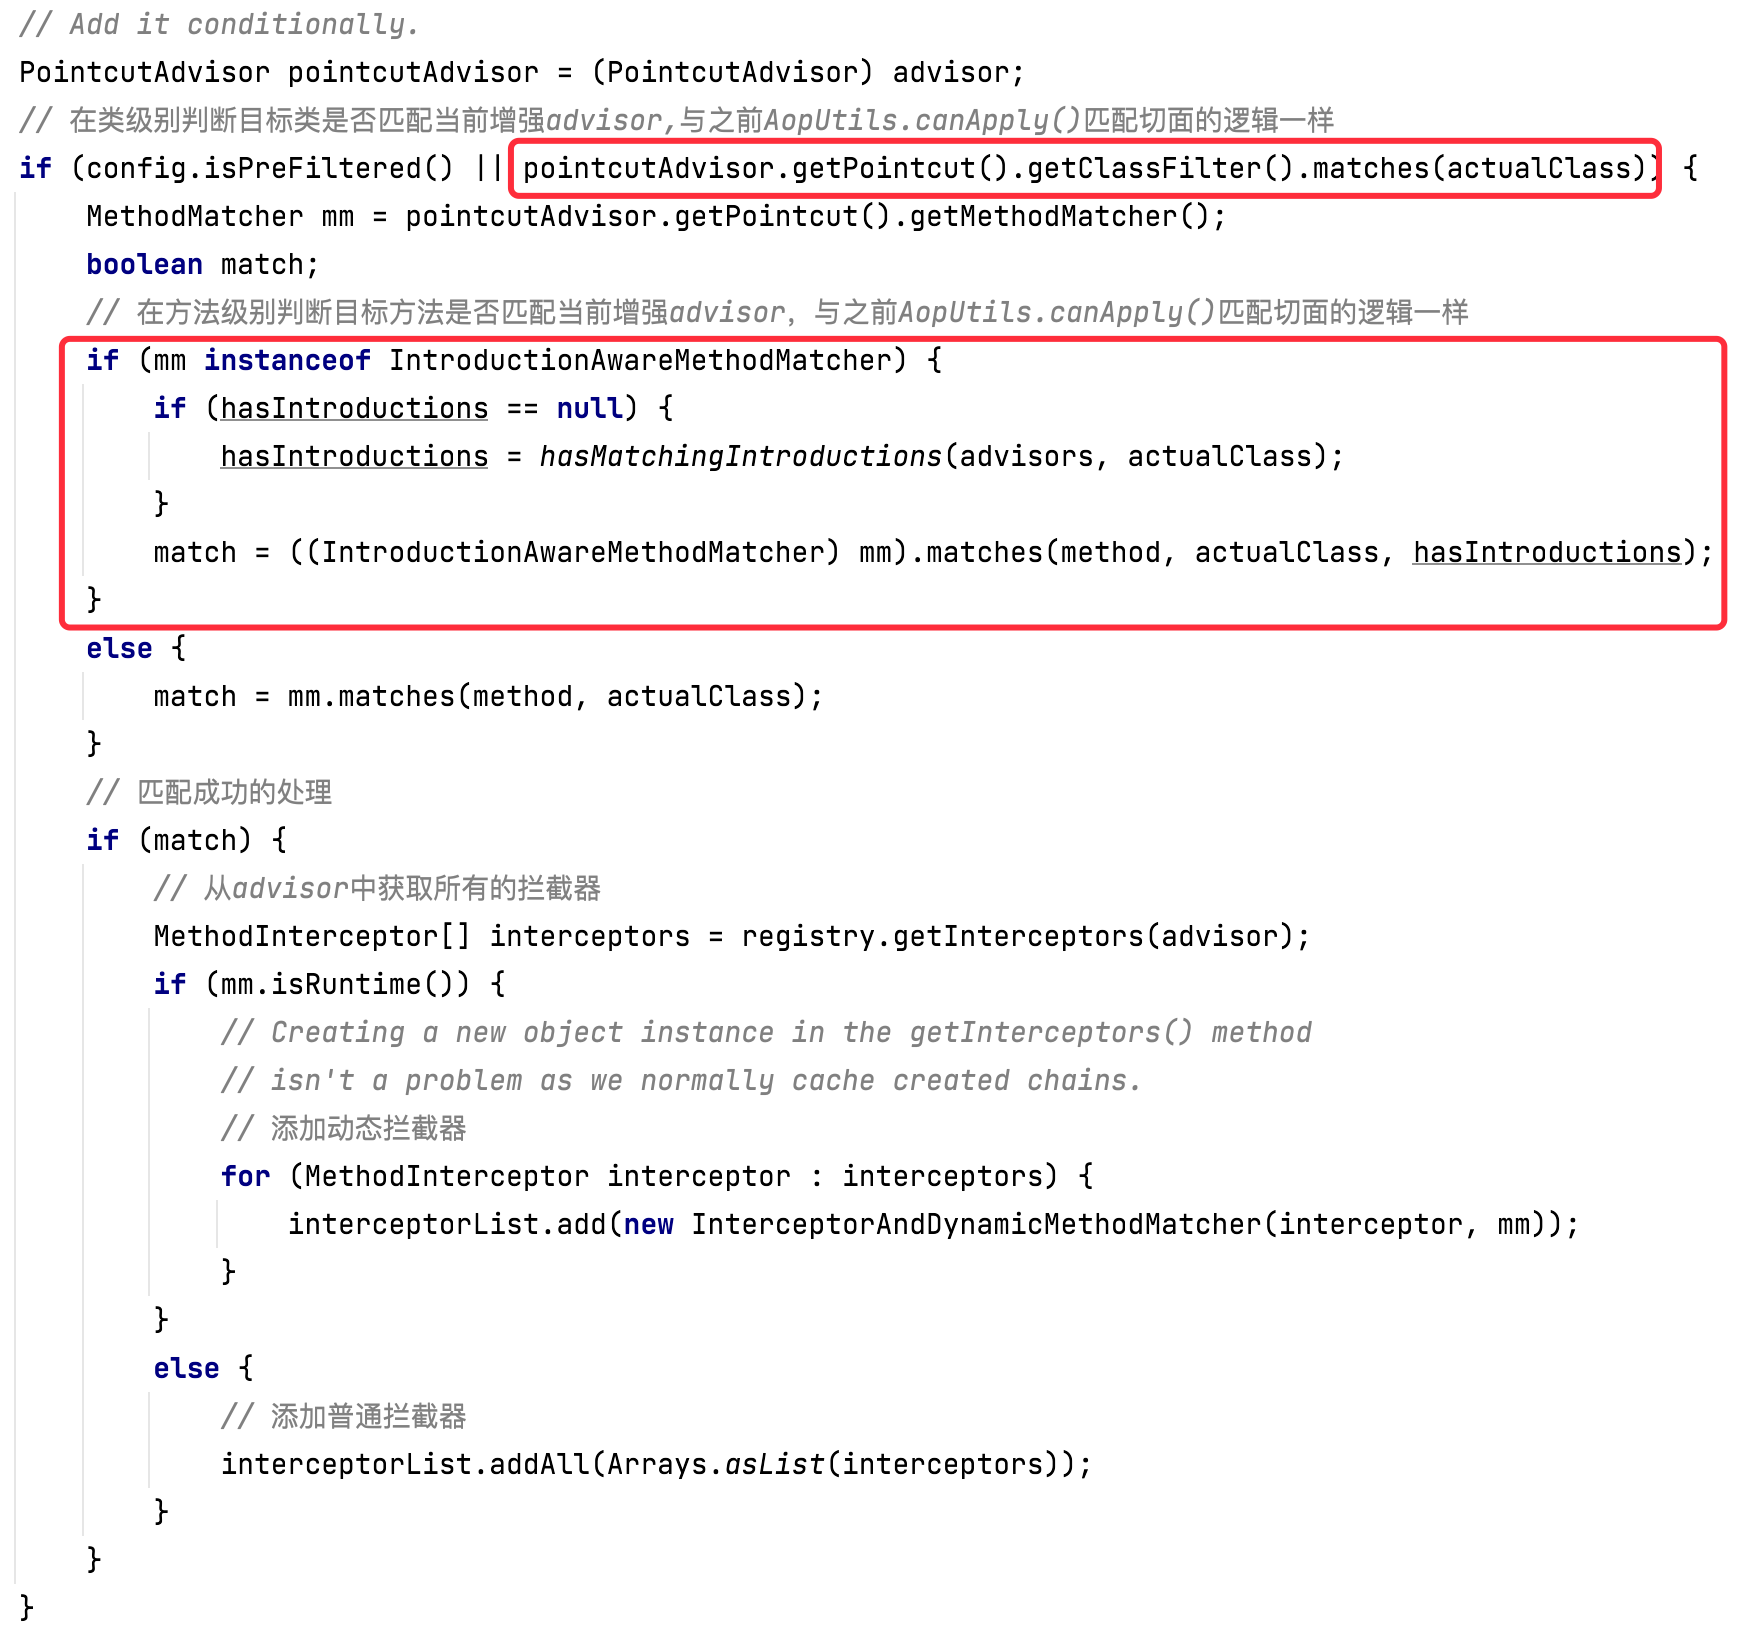 // Add it conditionally.
PointcutAdvisor pointcutAdvisor = (PointcutAdvisor) advisor;
// 在类级别判断目标类是否匹配当前增强advisor,与之前AopUtils.canApply()匹配切面的逻辑一样
if (config.isPreFiltered() || pointcutAdvisor.getPointcut().getClassFilter().matches(actualClass)) {
    MethodMatcher mm = pointcutAdvisor.getPointcut().getMethodMatcher();
    boolean match;
    // 在方法级别判断目标方法是否匹配当前增强advisor，与之前AopUtils.canApply()匹配切面的逻辑一样
    if (mm instanceof IntroductionAwareMethodMatcher) {
        if (hasIntroductions == null) {
            hasIntroductions = hasMatchingIntroductions(advisors, actualClass);
        }
        match = ((IntroductionAwareMethodMatcher) mm).matches(method, actualClass, hasIntroductions);
    }
    else {
        match = mm.matches(method, actualClass);
    }
    // 匹配成功的处理
    if (match) {
        // 从advisor中获取所有的拦截器
        MethodInterceptor[] interceptors = registry.getInterceptors(advisor);
        if (mm.isRuntime()) {
            // Creating a new object instance in the getInterceptors() method
            // isn't a problem as we normally cache created chains.
            // 添加动态拦截器
            for (MethodInterceptor interceptor : interceptors) {
                interceptorList.add(new InterceptorAndDynamicMethodMatcher(interceptor, mm));
            }
        }
        else {
            // 添加普通拦截器
            interceptorList.addAll(Arrays.asList(interceptors));
        }
    }
}